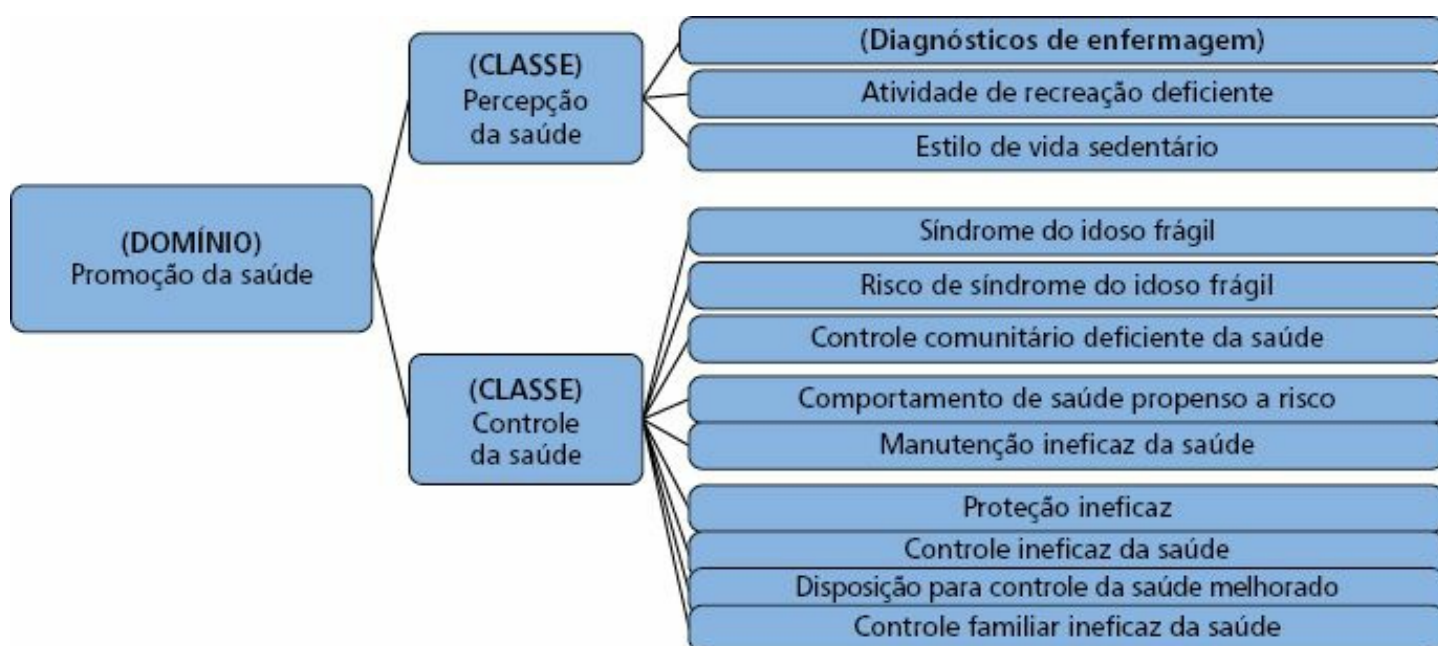 (DOMÍNIO)
Promoção da saúde
(CLASSE)
Percepção
da saúde
(Diagnósticos de enfermagem)
Atividade de recreação deficiente
Estilo de vida sedentário
(CLASSE)
Controle
da saúde
Síndrome do idoso frágil
Risco de síndrome do idoso frágil
Controle comunitário deficiente da saúde
Comportamento de saúde propenso a risco
Manutenção ineficaz da saúde
Proteção ineficaz
Controle ineficaz da saúde
Disposição para controle da saúde melhorado
Controle familiar ineficaz da saúde